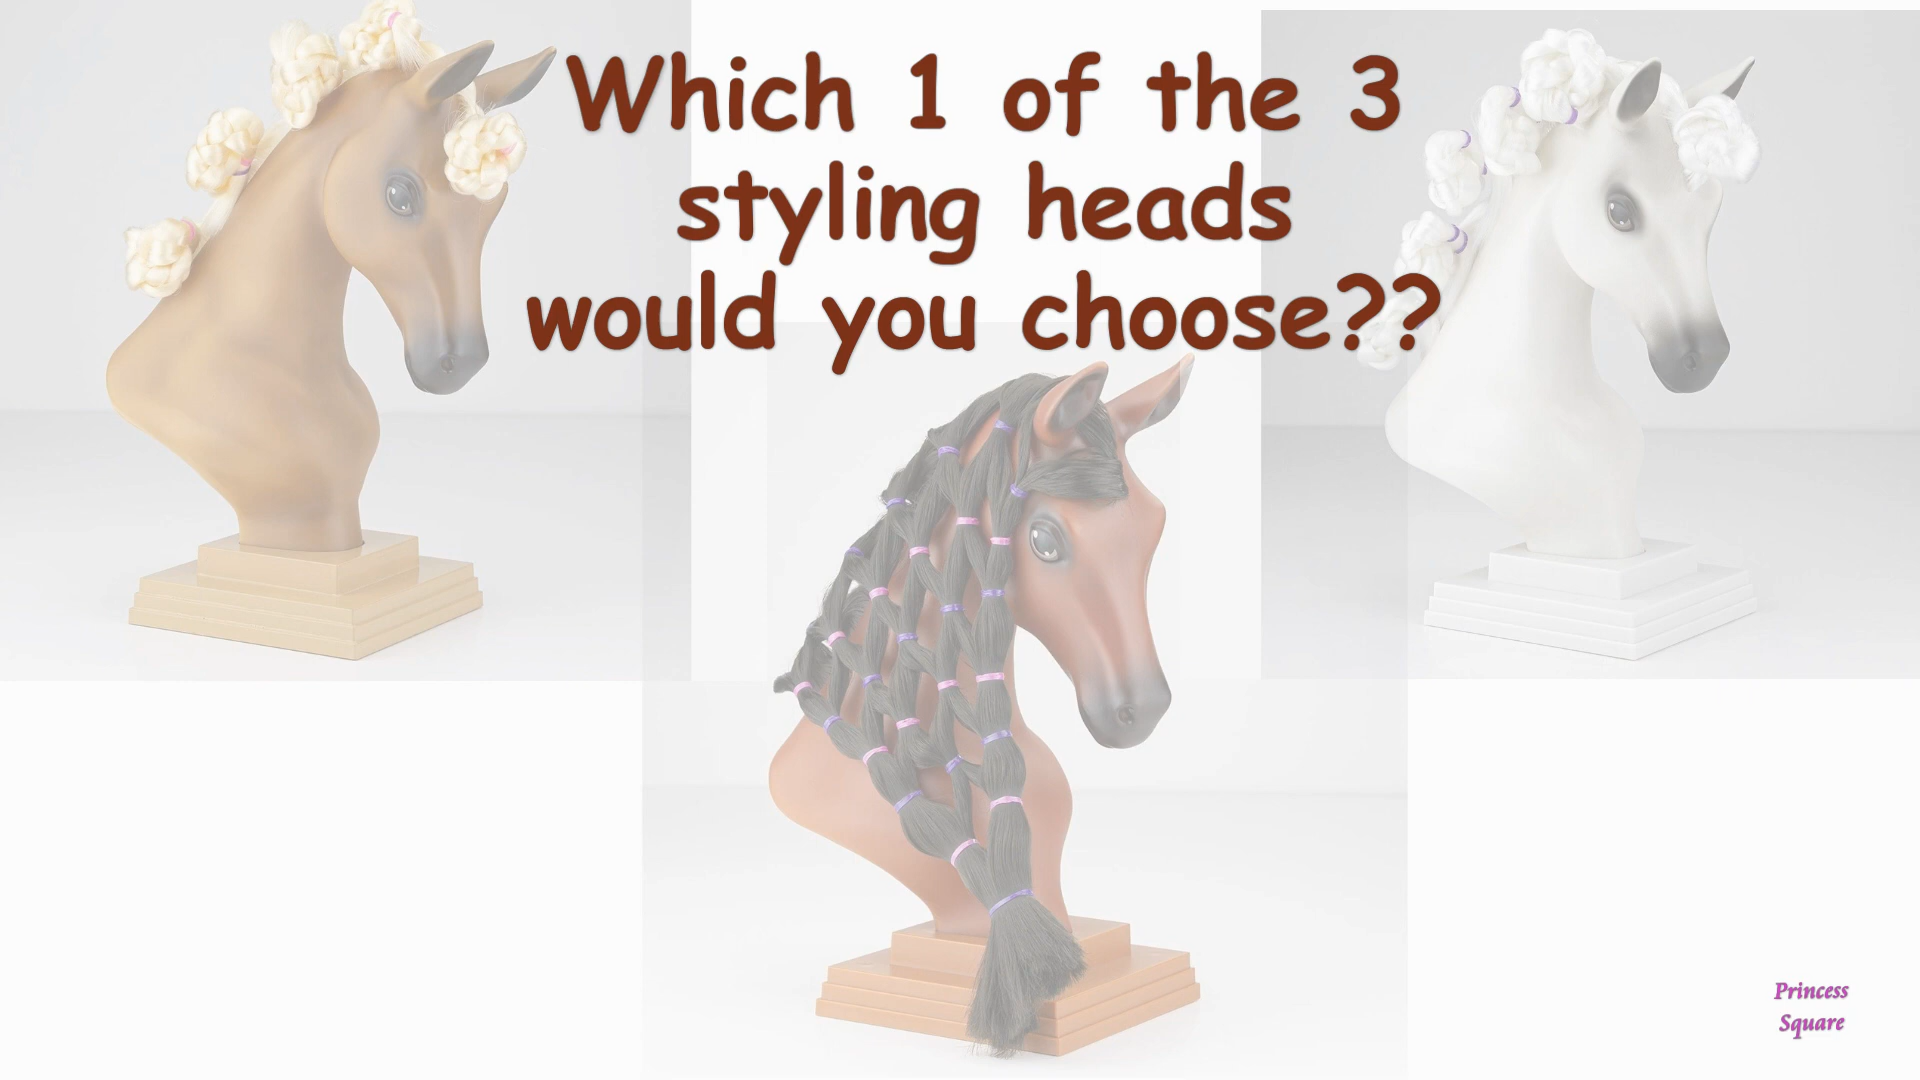 Which 1 of the 3
styling heads
would you choose??
Princess
Square